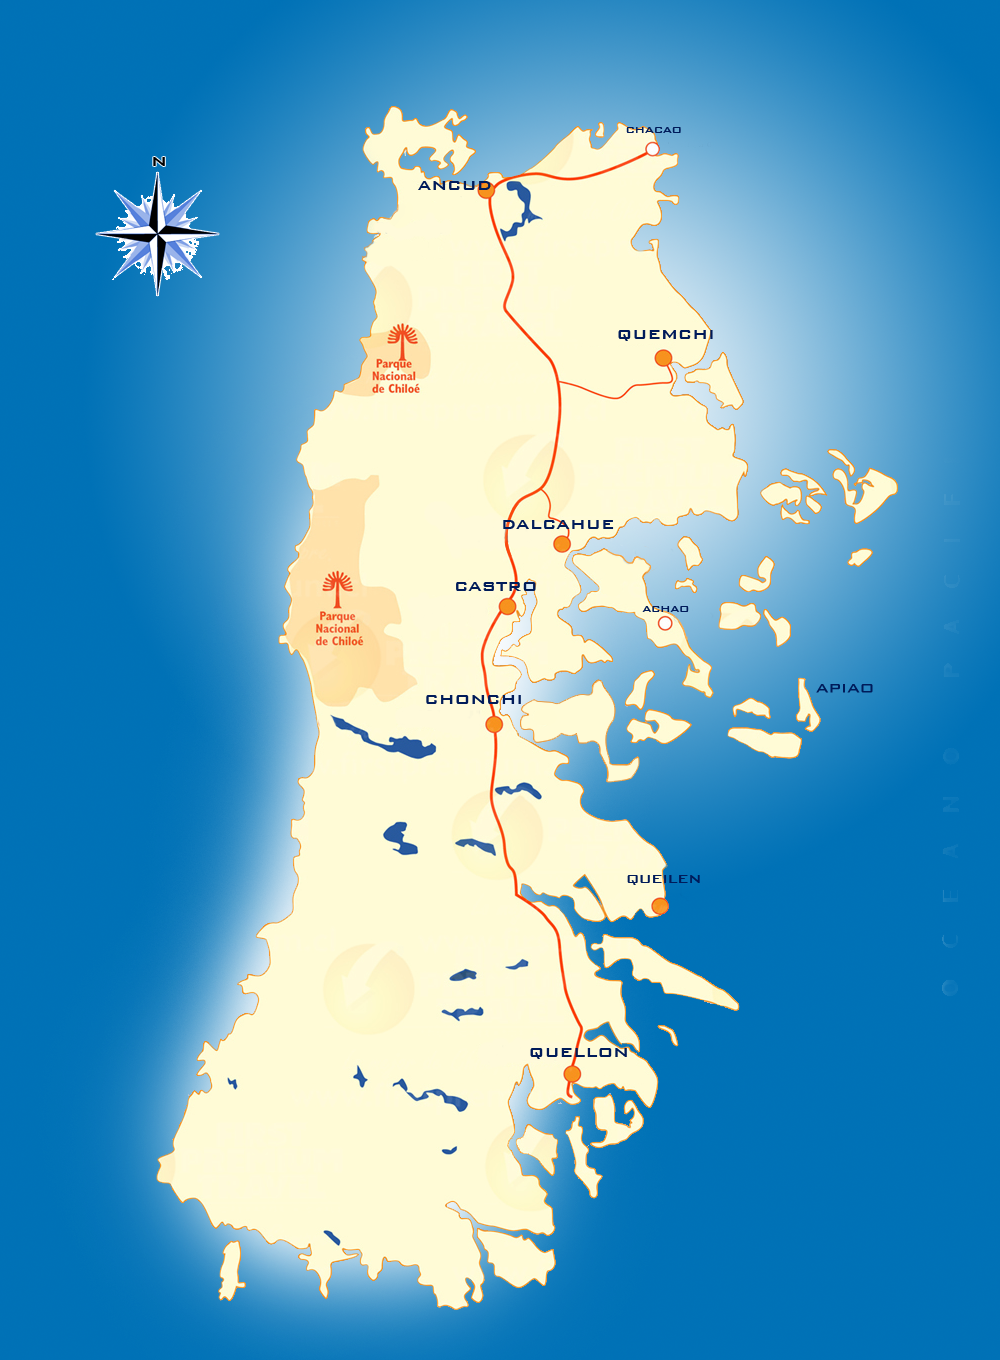 CHACAO
N
ANCUD
QUEMCHI
Parque
Nacional
de Chiloé
DALCAHUE
CASTRO
ACHAO
Parque
Nacional
de Chiloé
APIAO
CHONCHI
QUEILEN
QUELLON
OCEANO PACIFI